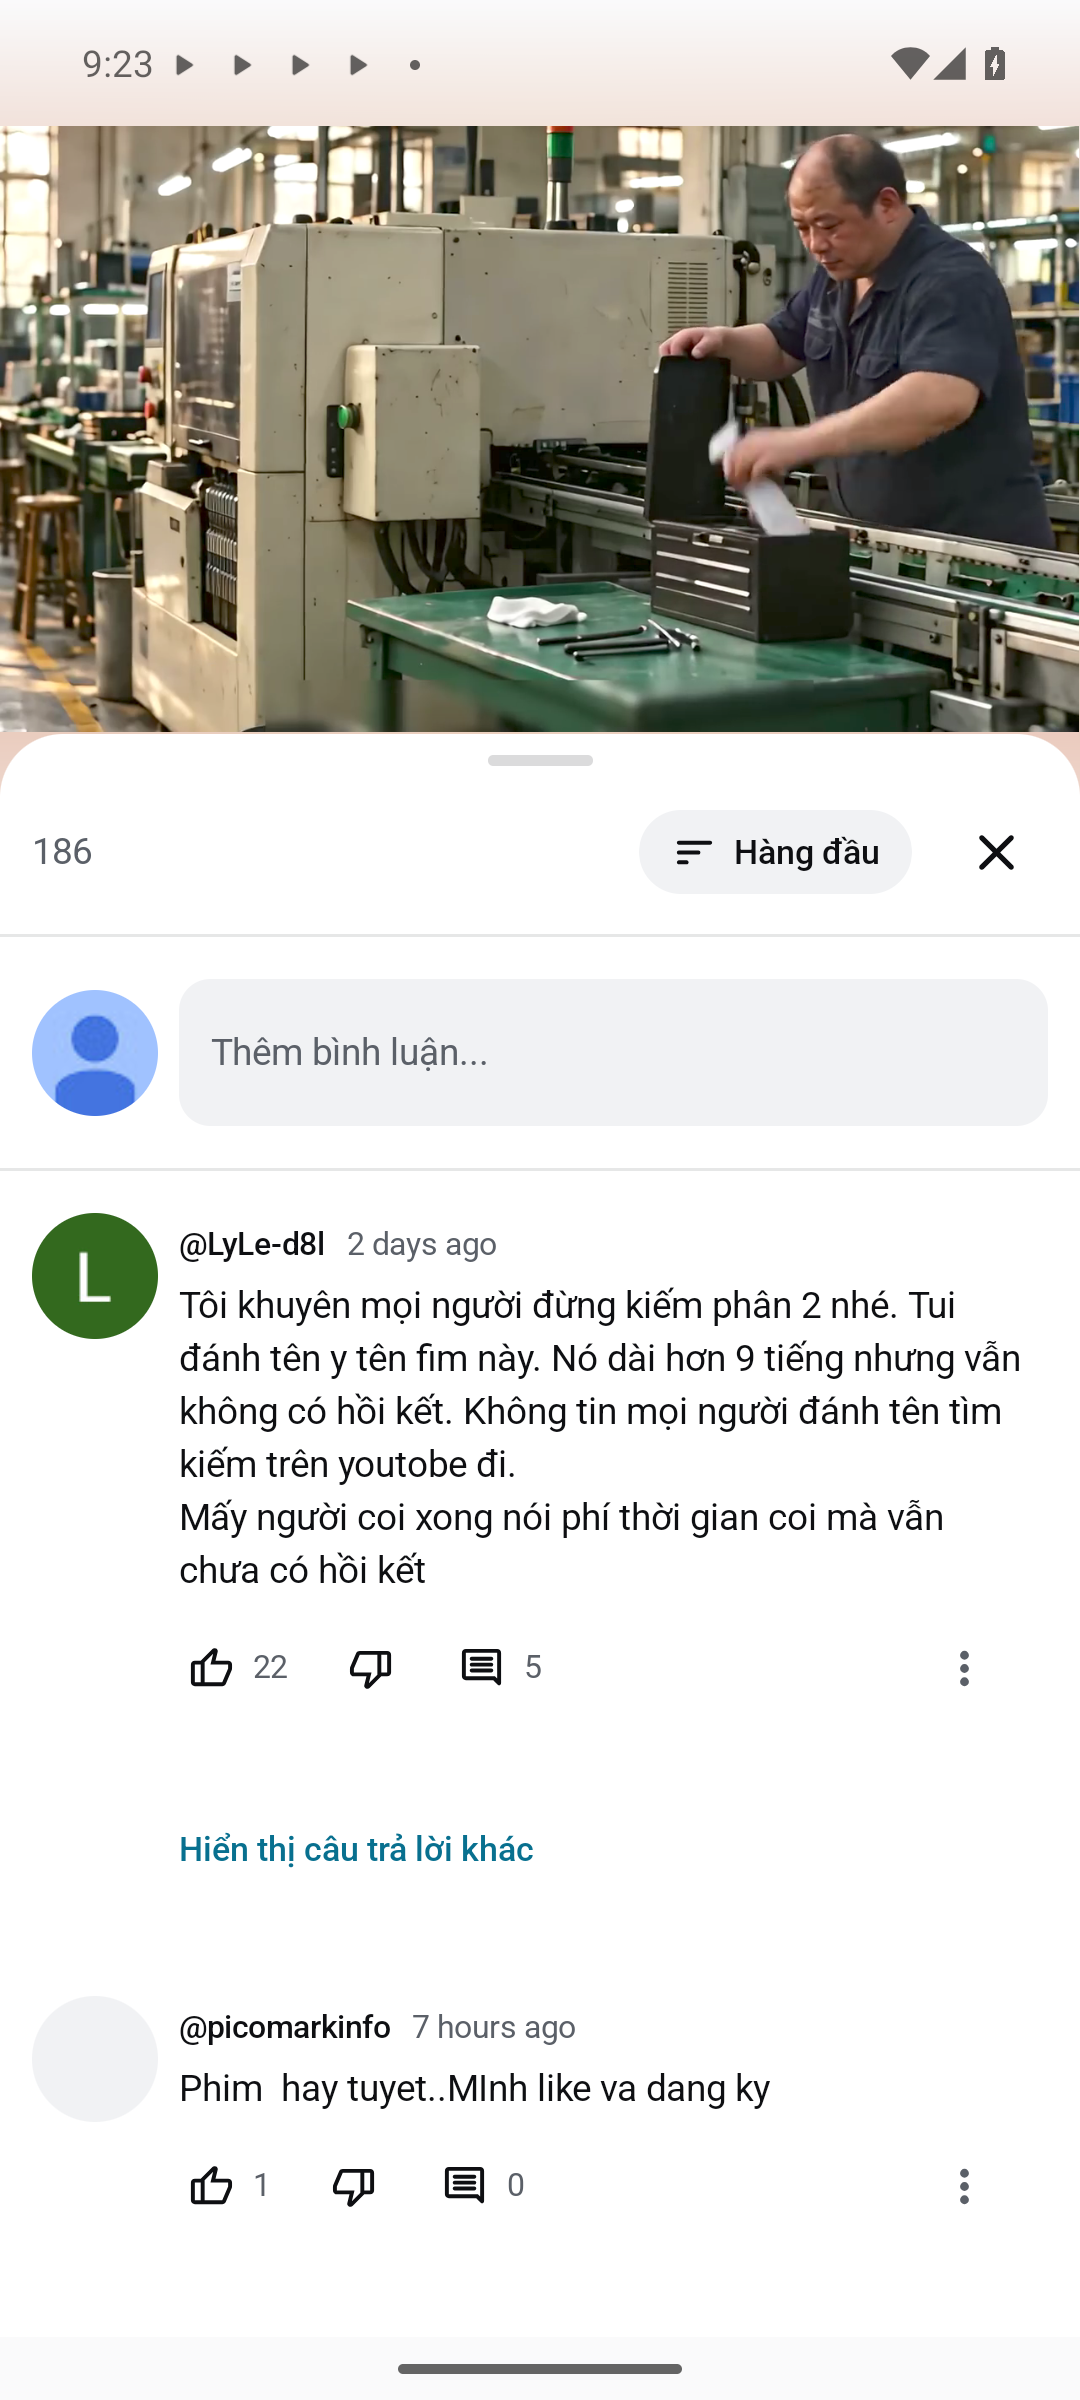 9:23
186
Hàng đầu
Thêm bình luận...
L
@LyLe-d8l 2 days ago
Tôi khuyên mọi người đừng kiếm phân 2 nhé. Tui
đánh tên y tên fim này. Nó dài hơn 9 tiếng nhưng vẫn
không có hồi kết. Không tin mọi người đánh tên tìm
kiếm trên youtobe đi.
Mấy người coi xong nói phí thời gian coi mà vẫn
chưa có hồi kết
22 5
Hiển thị câu trả lời khác
@picomarkinfo 7 hours ago
Phim  hay tuyet..MInh like va dang ky
1 0